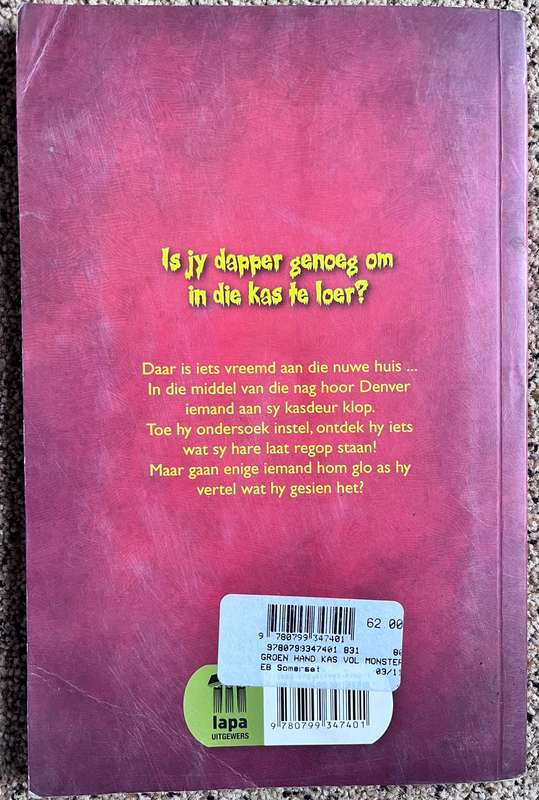 Is jy dapper genoeg om
in die kas te loer?
Daar is iets vreemd aan die nuwe huis ...
In die middel van die nag hoor Denver
iemand aan sy kasdeur klop.
Toe hy ondersoek instel, ontdek hy iets
wat sy hare laat regop staan!
Maar gaan enige iemand hom glo as hy
vertel wat hy gesien het?
62.00
9 780799 347401
9780799347401 831
GROEN HAND KAS VOL MONSTER
EB Somerset 03/11
lapa
UITGEWERS
9 780799 347401